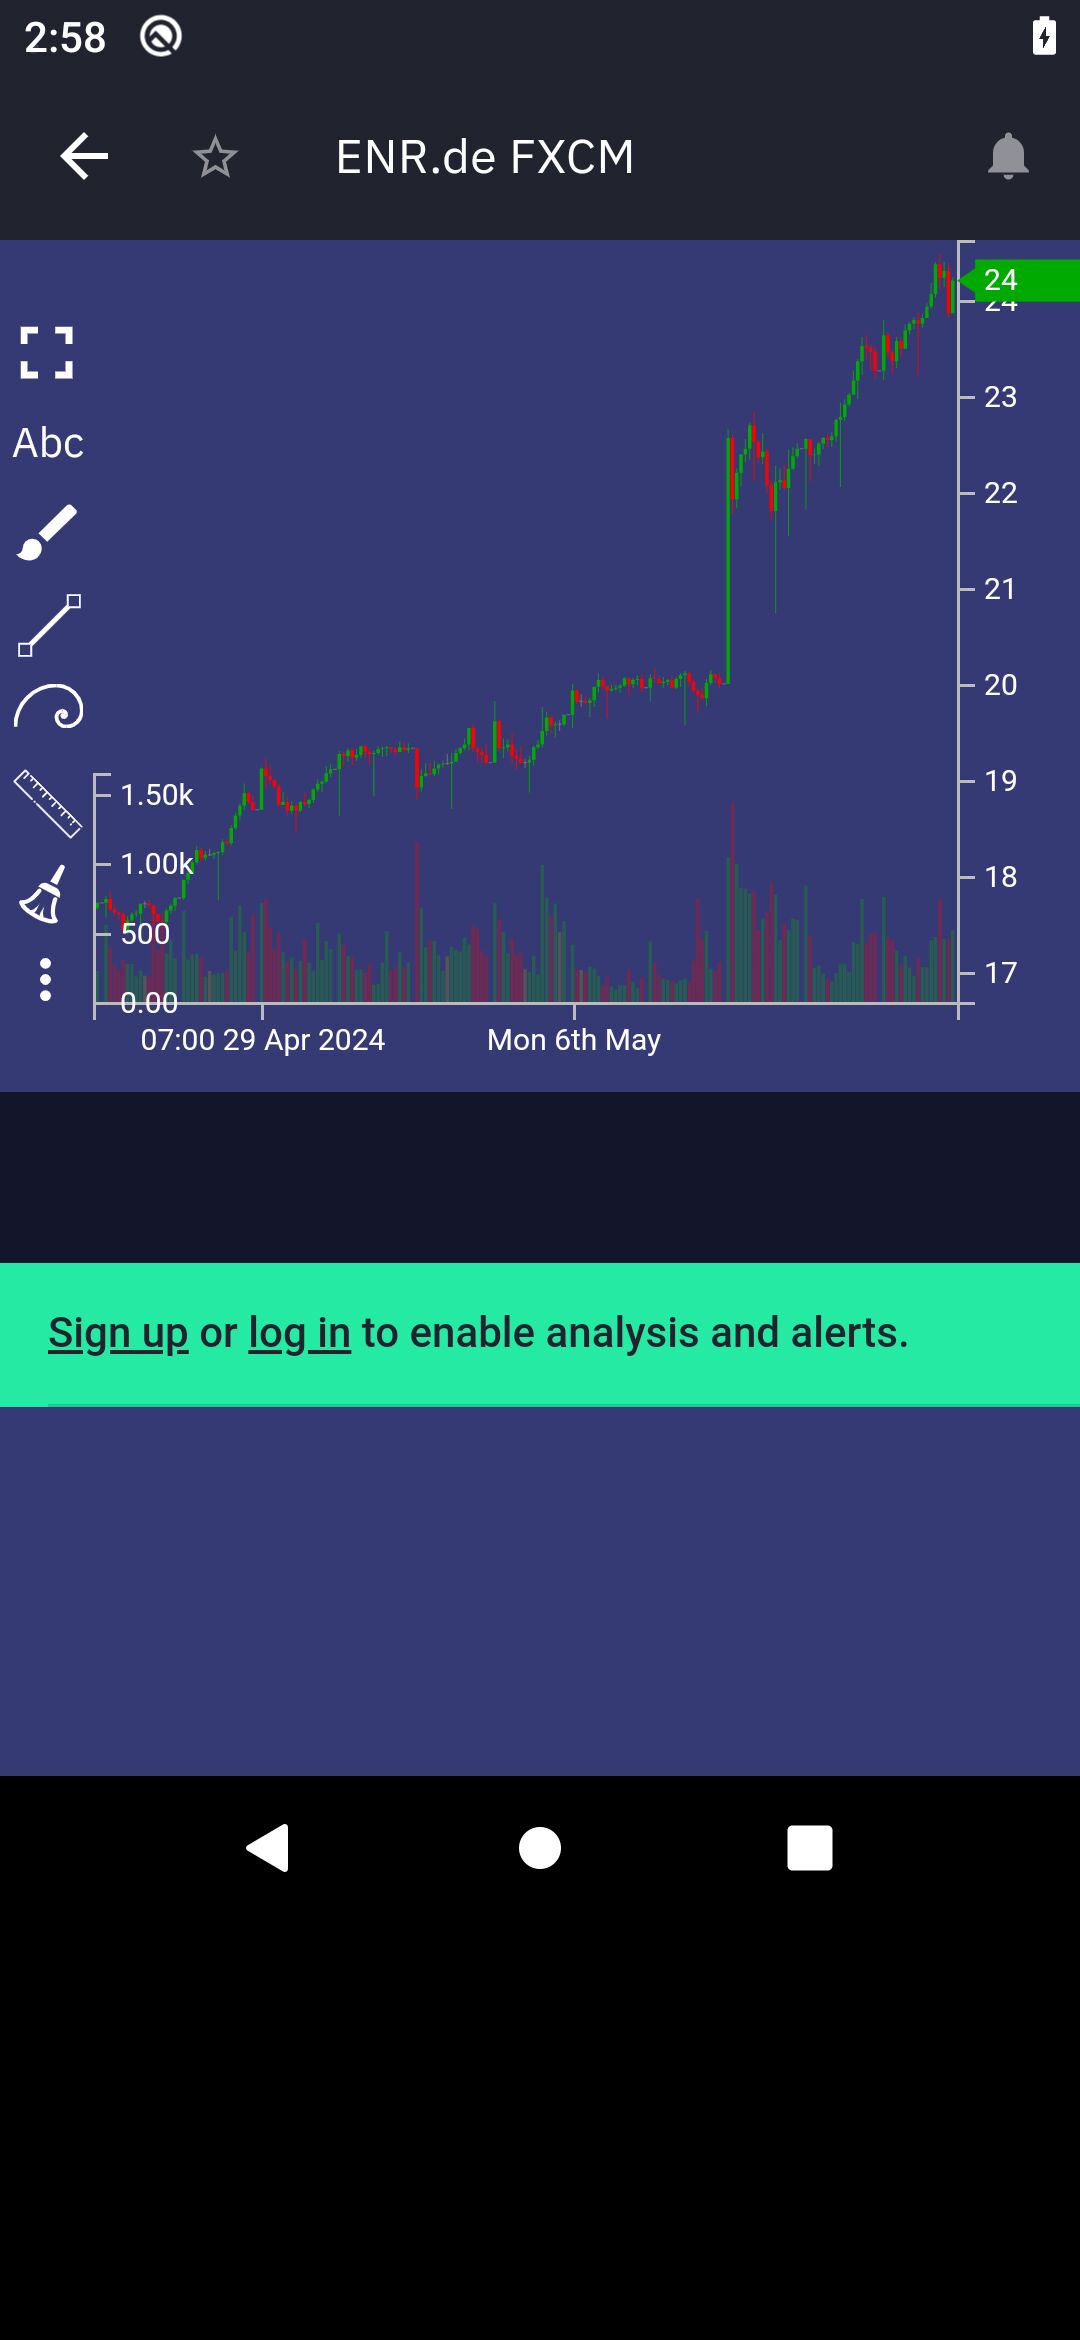 2:58
ENR.de FXCM
24
24
23
Abc
22
21
20
19
1.50k
1.00k
18
500
17
0.00
07:00 29 Apr 2024
Mon 6th May
Sign up or log in to enable analysis and alerts.